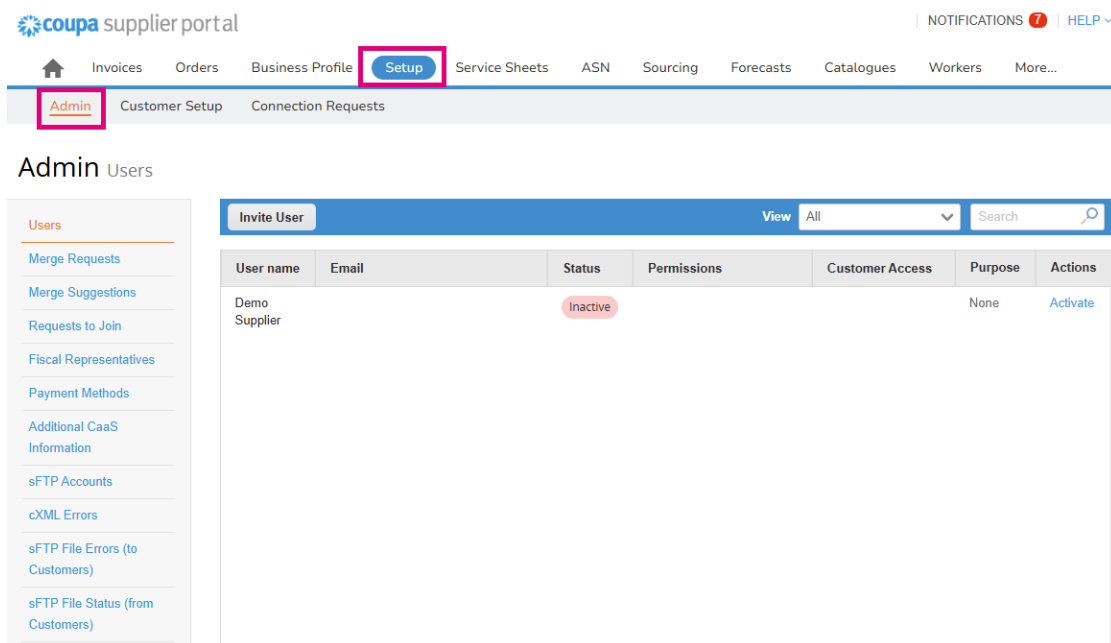 coupa supplier portal
NOTIFICATIONS 7 HELP
Invoices Orders Business Profile Setup Service Sheets ASN Sourcing Forecasts Catalogues Workers More...
Admin Customer Setup Connection Requests
Admin Users
Users
Merge Requests
Merge Suggestions
Requests to Join
Fiscal Representatives
Payment Methods
Additional CaaS
Information
sFTP Accounts
cXML Errors
sFTP File Errors (to
Customers)
sFTP File Status (from
Customers)
Invite User View All Search
User name Email Status Permissions Customer Access Purpose Actions
Demo Inactive None Activate
Supplier